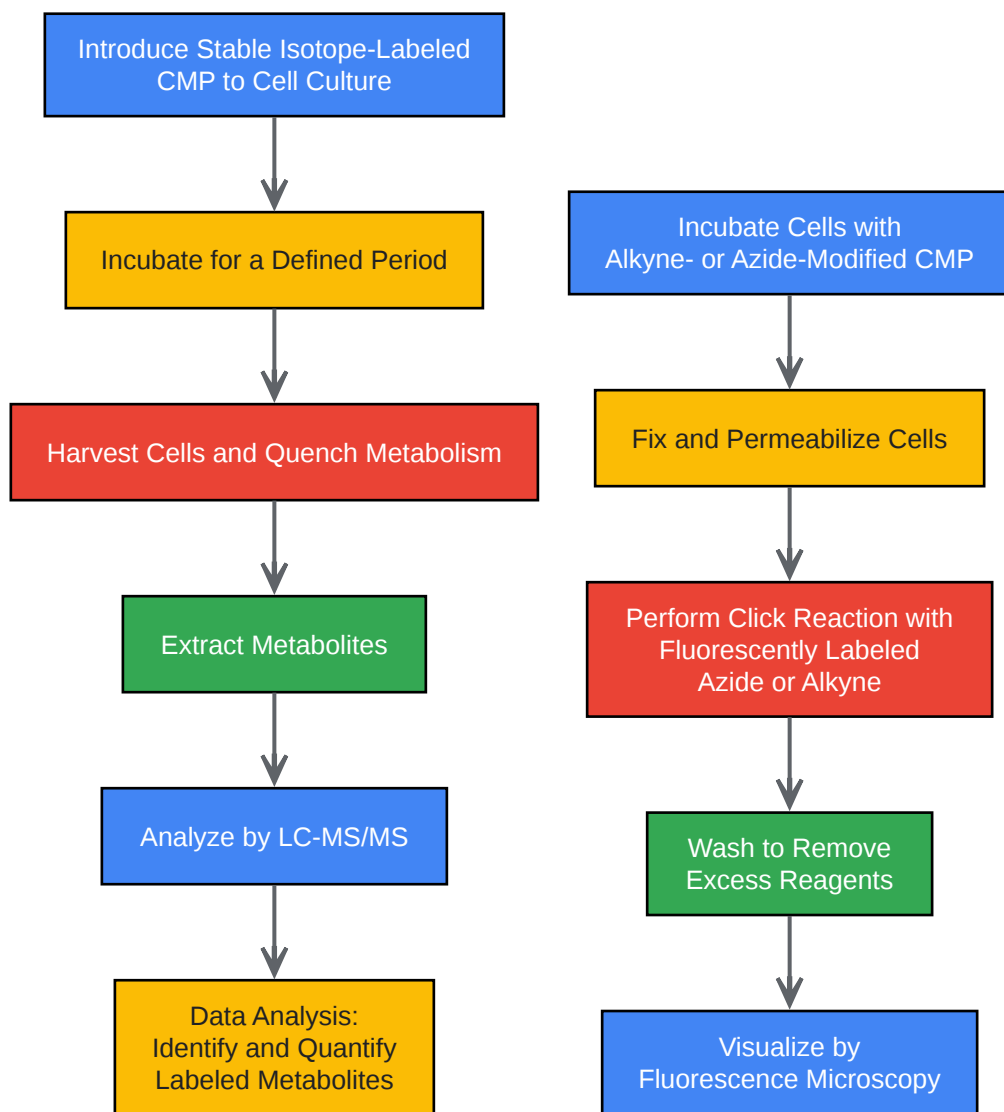 Introduce Stable Isotope-Labeled
CMP to Cell Culture
Incubate for a Defined Period
Harvest Cells and Quench Metabolism
Extract Metabolites
Analyze by LC-MS/MS
Data Analysis:
Identify and Quantify
Labeled Metabolites
Incubate Cells with
Alkyne- or Azide-Modified CMP
Fix and Permeabilize Cells
Perform Click Reaction with
Fluorescently Labeled
Azide or Alkyne
Wash to Remove
Excess Reagents
Visualize by
Fluorescence Microscopy